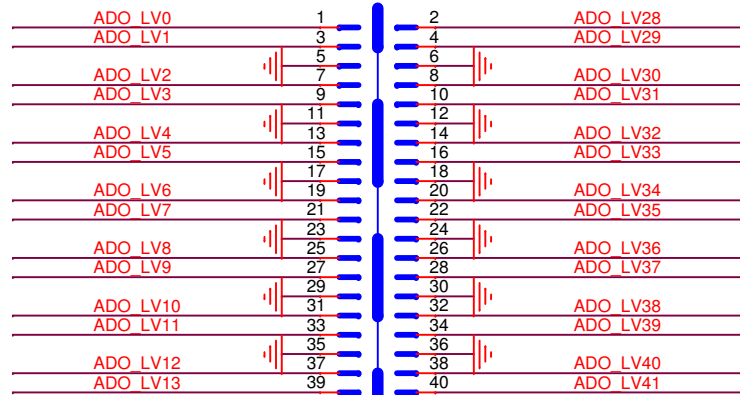 ADO_LV0 1 2 ADO_LV28
ADO_LV1 3 4 ADO_LV29
5 6
ADO_LV2 7 8 ADO_LV30
ADO_LV3 9 10 ADO_LV31
11 12
ADO_LV4 13 14 ADO_LV32
ADO_LV5 15 16 ADO_LV33
17 18
ADO_LV6 19 20 ADO_LV34
ADO_LV7 21 22 ADO_LV35
23 24
ADO_LV8 25 26 ADO_LV36
ADO_LV9 27 28 ADO_LV37
29 30
ADO_LV10 31 32 ADO_LV38
ADO_LV11 33 34 ADO_LV39
35 36
ADO_LV12 37 38 ADO_LV40
ADO_LV13 39 40 ADO_LV41